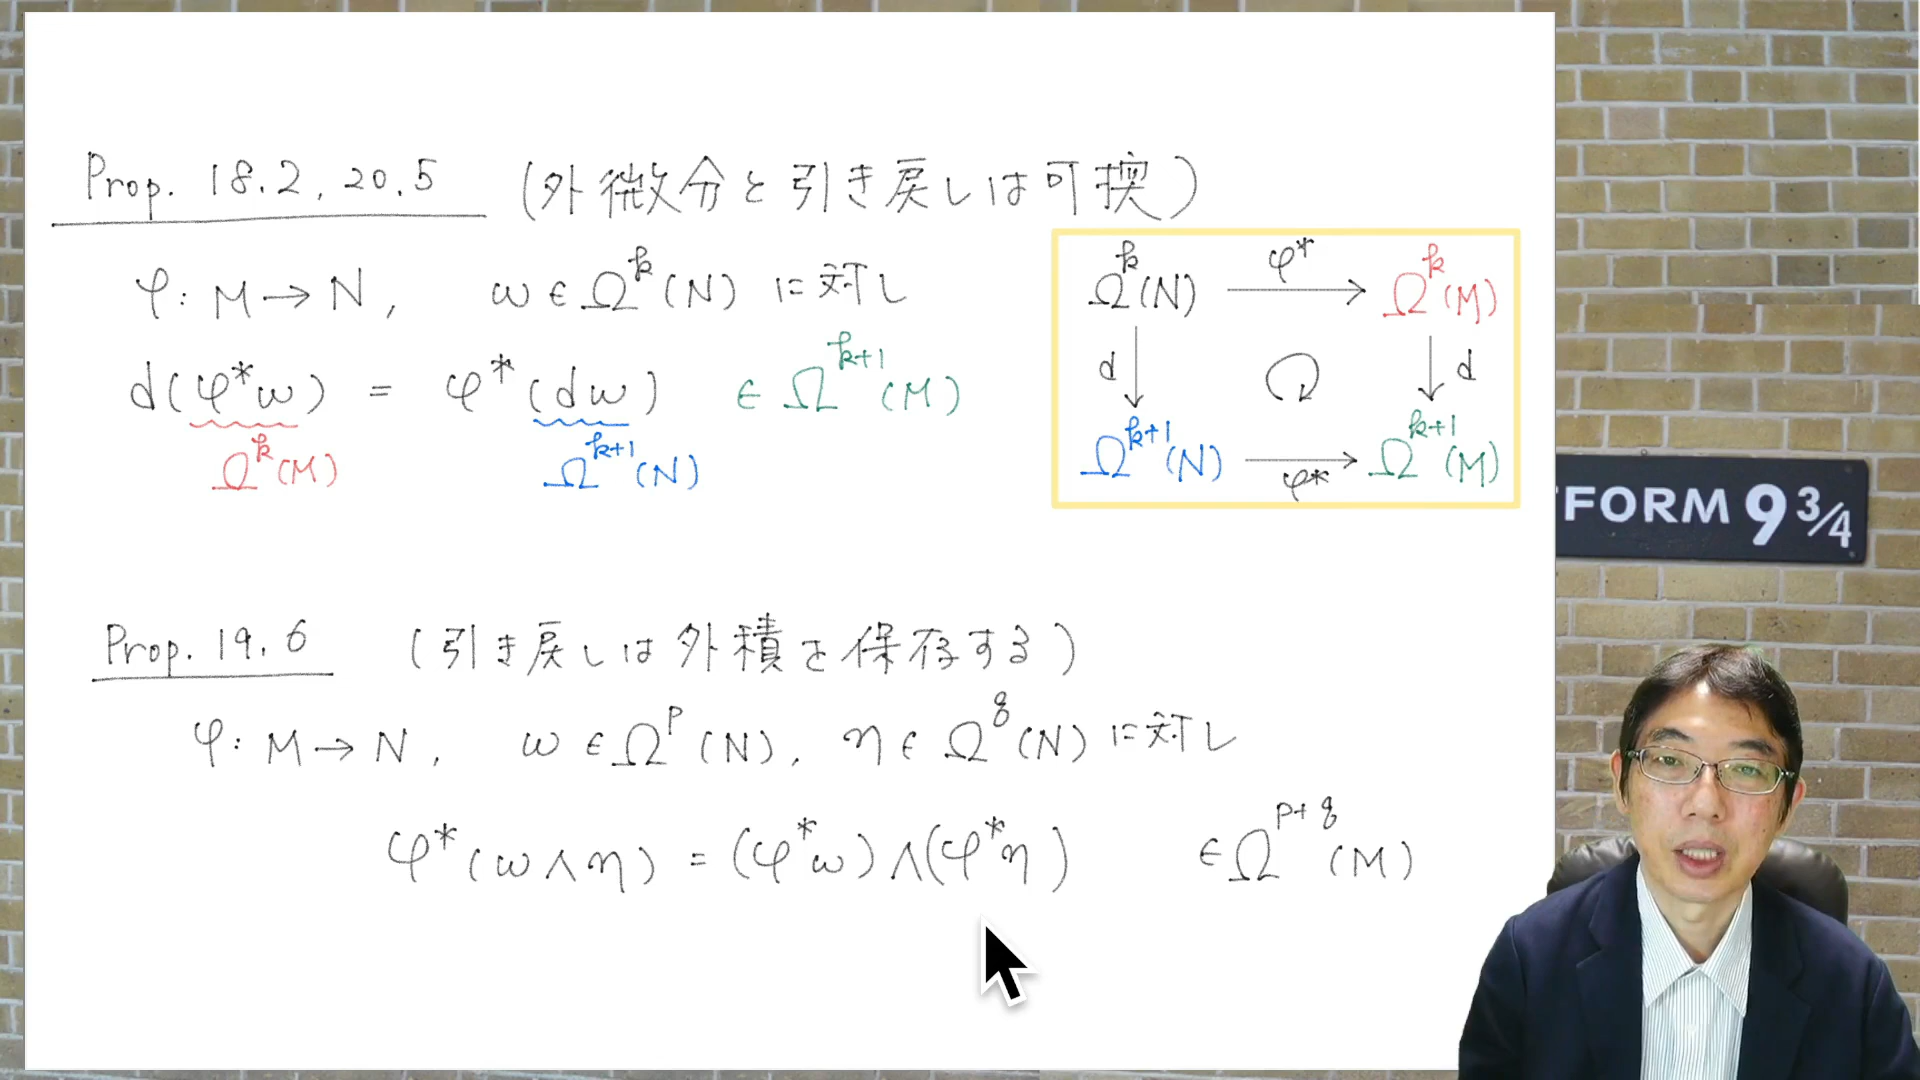 Prop. 18.2, 20.5 (外微分と引き戻しは可換)
φ: M → N, ω ∈ Ω^k(N) に対し
d(φ*ω) = φ*(dω) ∈ Ω^{k+1}(M)
Ω^k(M) Ω^{k+1}(N)
Ω^k(N) φ* Ω^k(M)
d d
Ω^{k+1}(N) φ* Ω^{k+1}(M)
Prop. 19.6 (引き戻しは外積を保存する)
φ: M → N, ω ∈ Ω^p(N), η ∈ Ω^q(N) に対し
φ*(ω∧η) = (φ*ω)∧(φ*η) ∈ Ω^{p+q}(M)
FORM 9 3/4